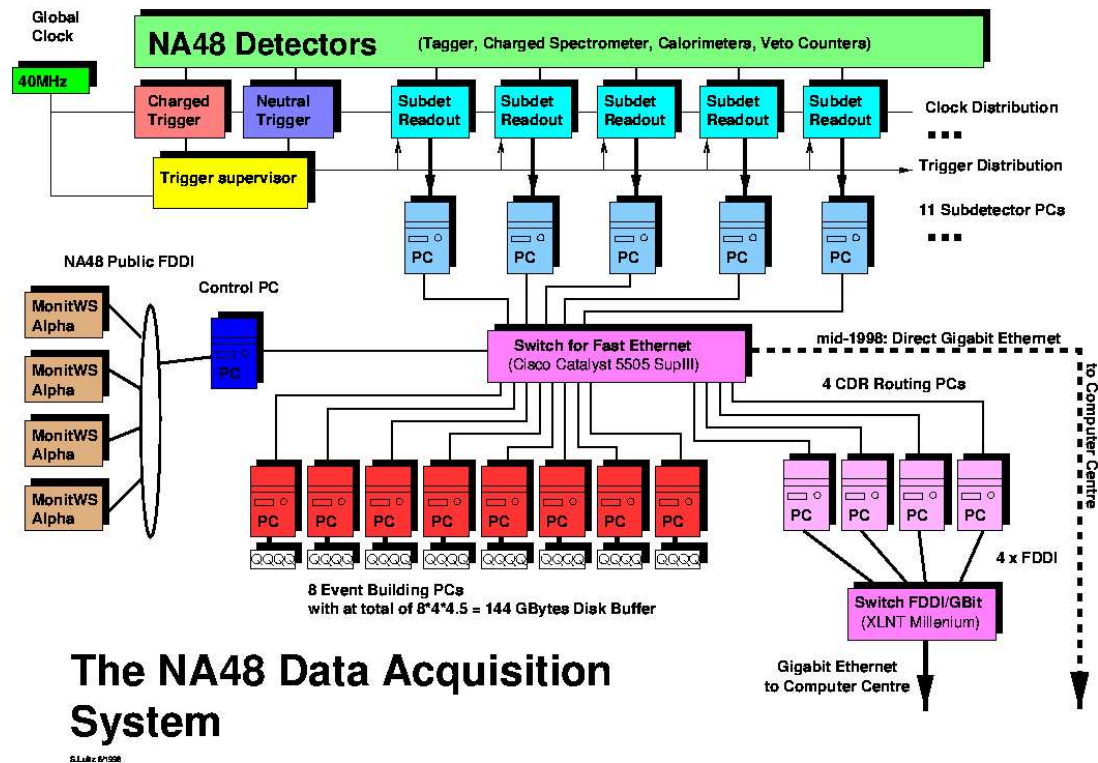 Global
Clock
NA48 Detectors
(Tagger, Charged Spectrometer, Calorimeters, Veto Counters)
40MHz
Charged
Trigger
Neutral
Trigger
Subdet
Readout
Subdet
Readout
Subdet
Readout
Subdet
Readout
Subdet
Readout
Clock Distribution
Trigger supervisor
Trigger Distribution
PC
PC
PC
PC
PC
11 Subdetector PCs
NA48 Public FDDI
Control PC
MonitWS
Alpha
MonitWS
Alpha
MonitWS
Alpha
MonitWS
Alpha
PC
Switch for Fast Ethernet
(Cisco Catalyst 5505 SupIII)
mid-1998: Direct Gigabit Ethernet
to Computer Centre
4 CDR Routing PCs
PC
PC
PC
PC
PC
PC
PC
PC
PC
PC
PC
PC
8 Event Building PCs
with at total of 8*4*4.5 = 144 GBytes Disk Buffer
4 x FDDI
Switch FDDI/GBit
(XLNT Millenium)
Gigabit Ethernet
to Computer Centre
The NA48 Data Acquisition
System
S.Luitz 6/1998